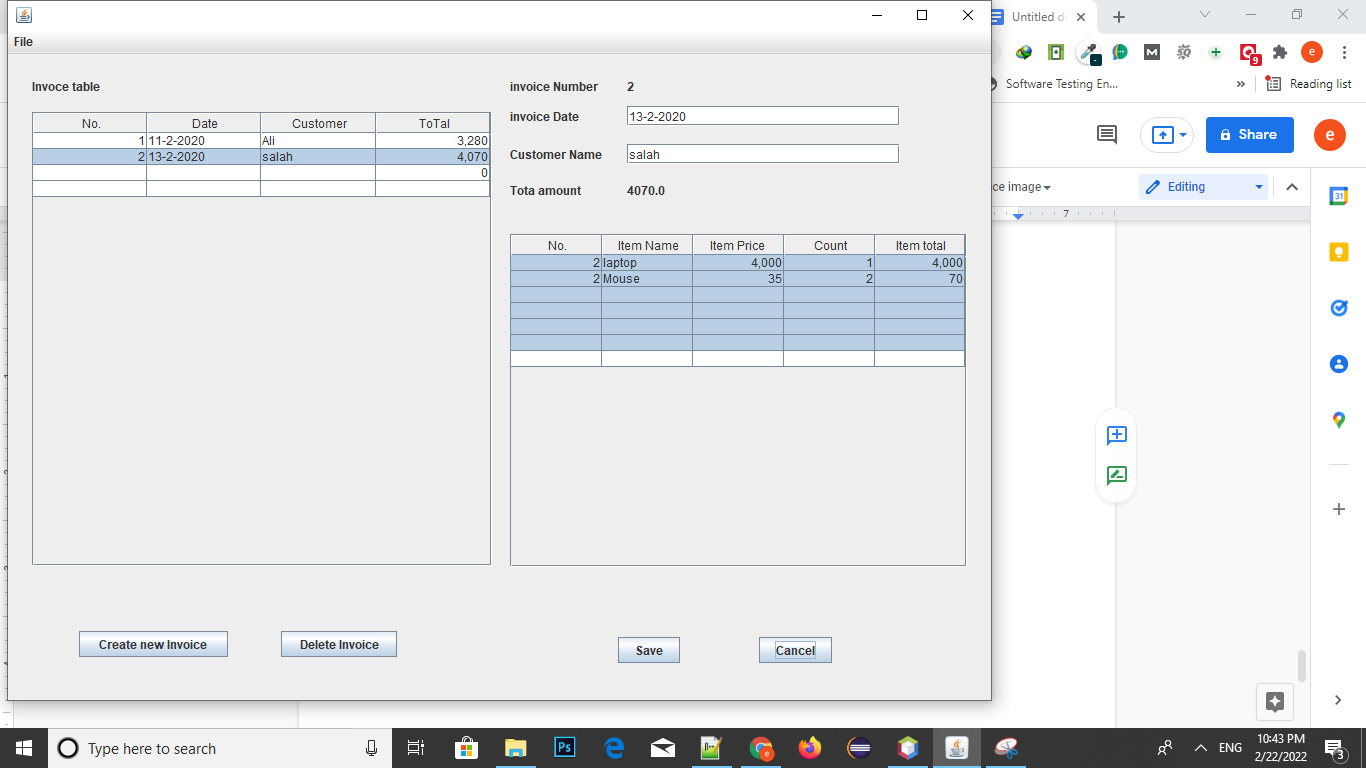 File
Invoce table
No. Date Customer ToTal
1 11-2-2020 Ali 3,280
2 13-2-2020 salah 4,070
0
Create new Invoice Delete Invoice
invoice Number 2
invoice Date 13-2-2020
Customer Name salah
Tota amount 4070.0
No. Item Name Item Price Count Item total
2 laptop 4,000 1 4,000
2 Mouse 35 2 70
Save Cancel
Untitled d
9
M
e
Software Testing En...
» Reading list
Share
e
ce image
Editing
31
7
Type here to search
Ps
ENG
10:43 PM
2/22/2022
3